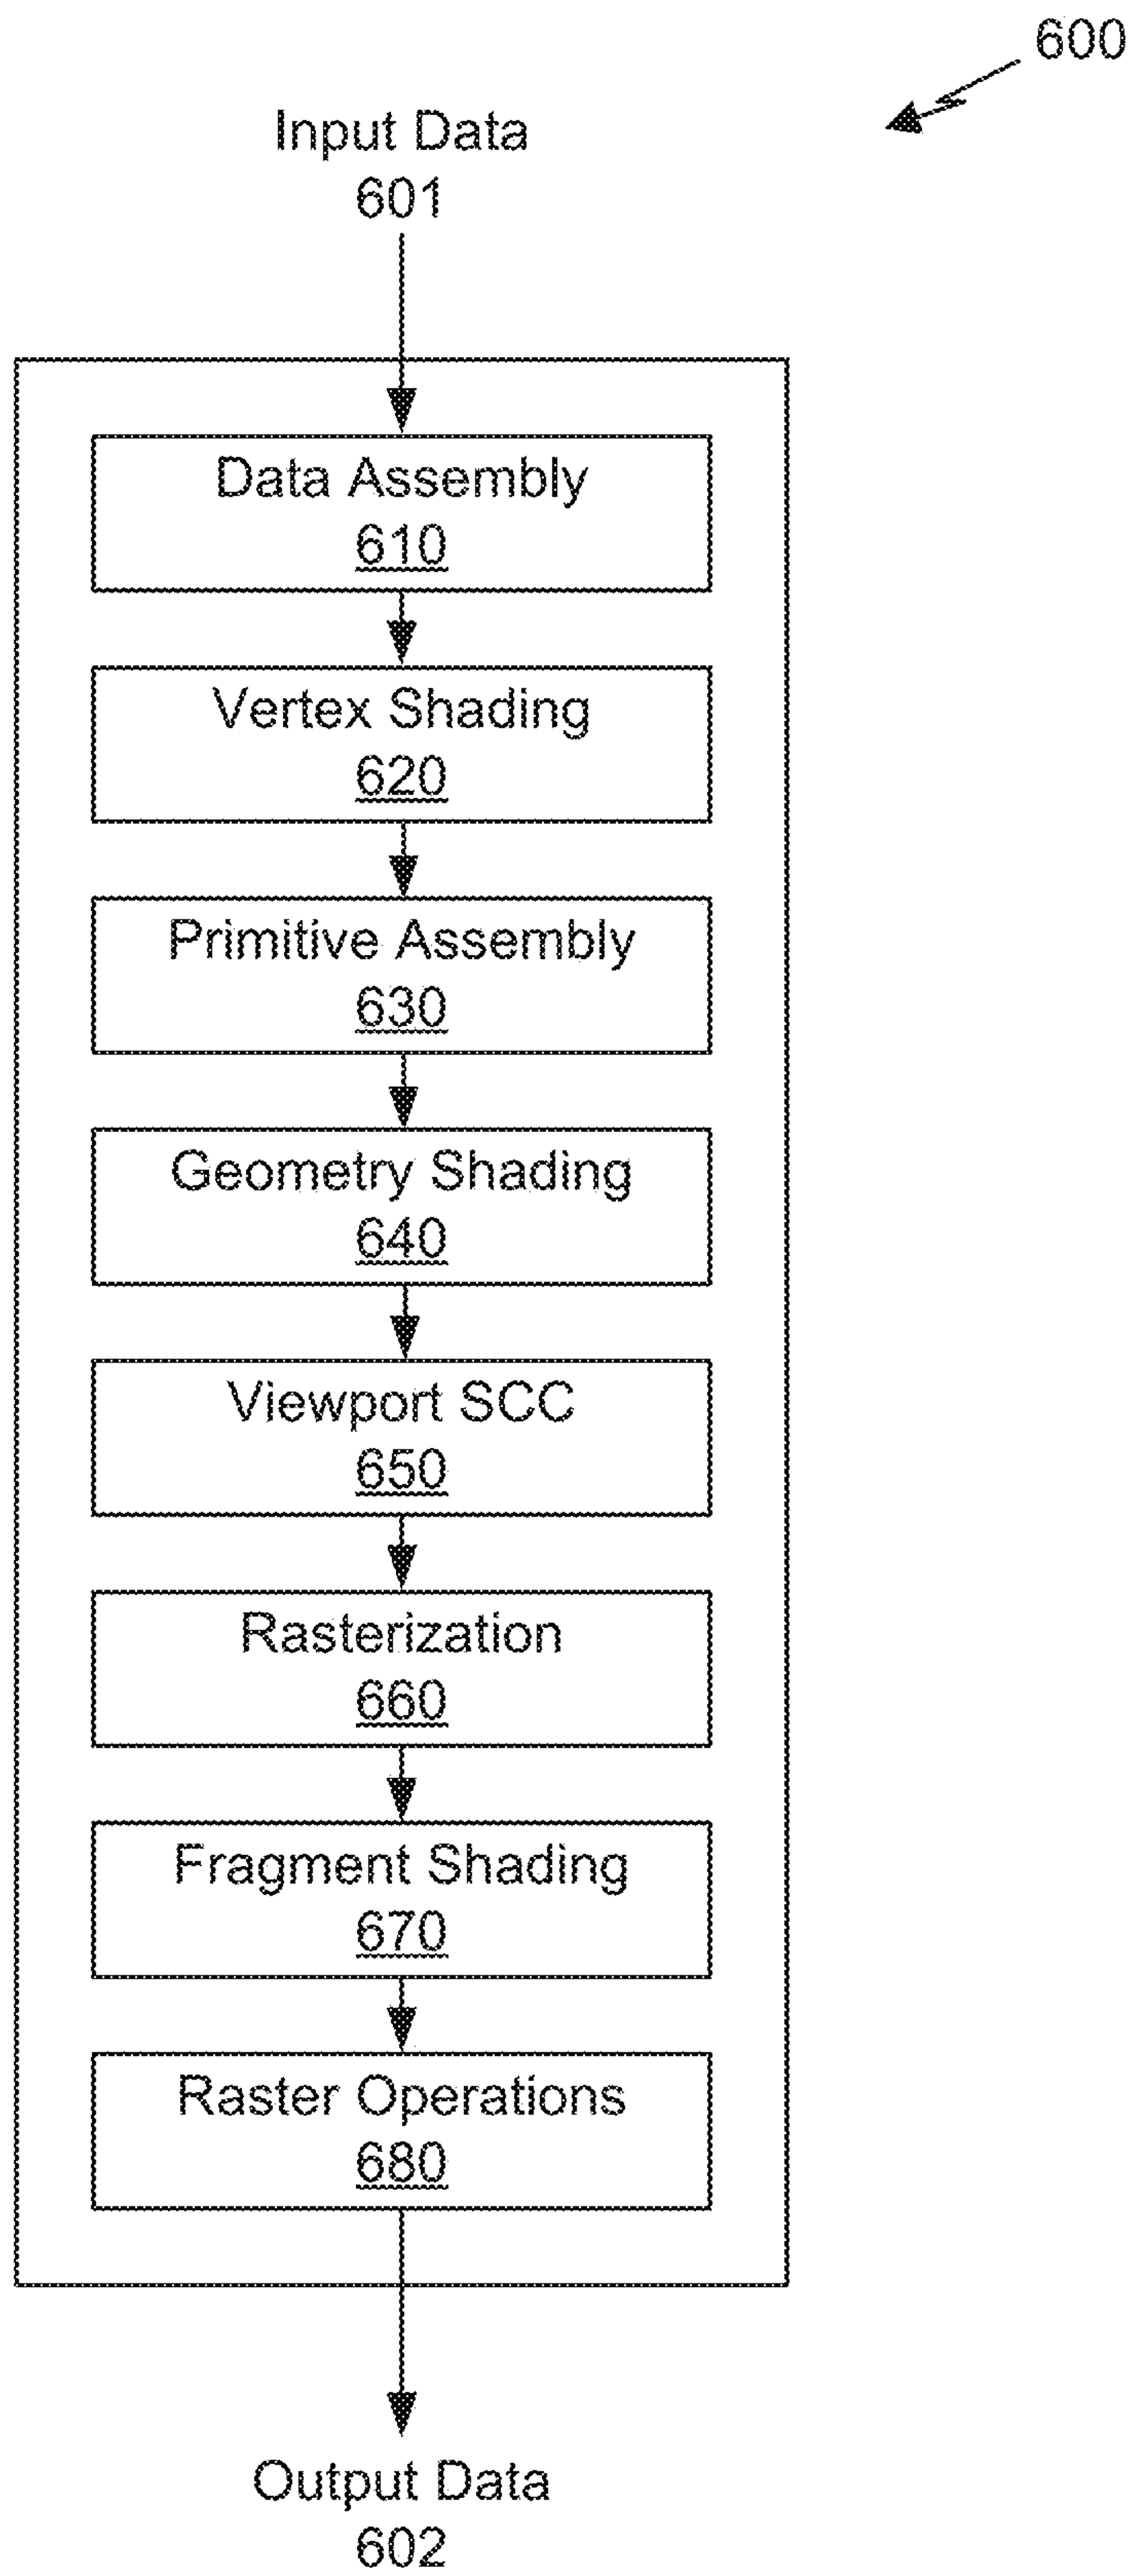 600
Input Data
601
Data Assembly
610
Vertex Shading
620
Primitive Assembly
630
Geometry Shading
640
Viewport SCC
650
Rasterization
660
Fragment Shading
670
Raster Operations
680
Output Data
602